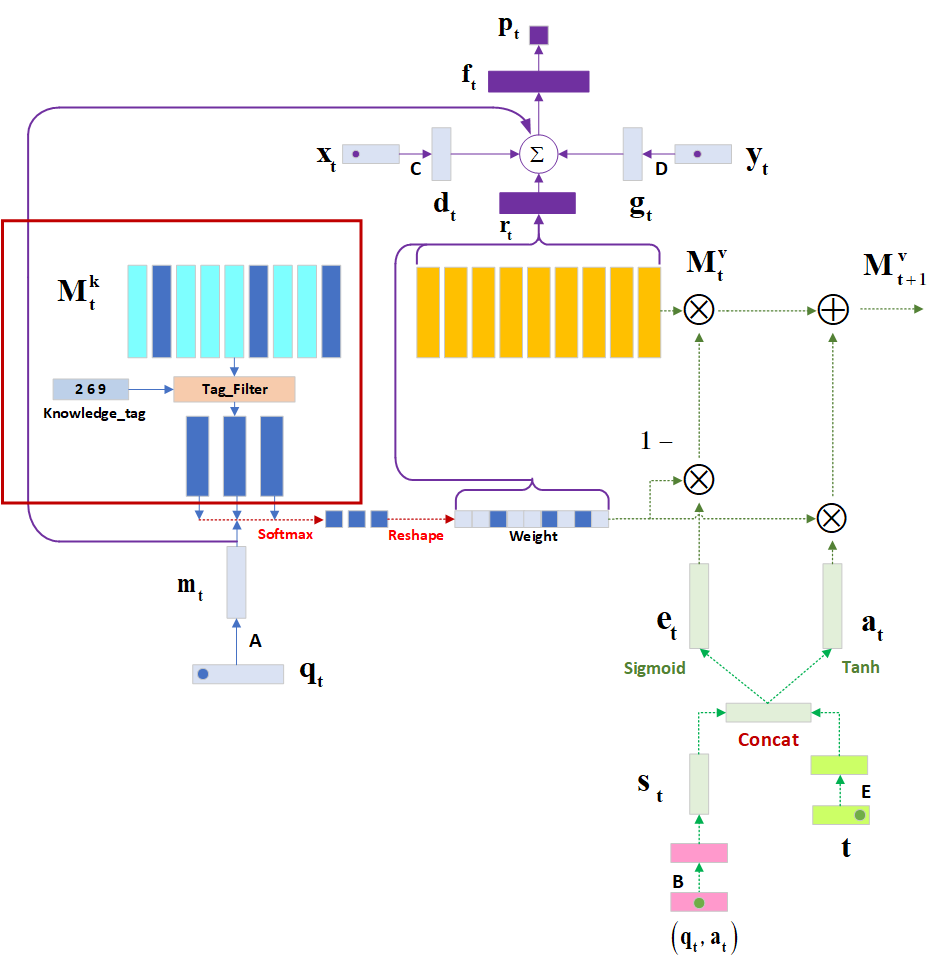 p_t
f_t
x_t
C
d_t
Σ
g_t
D
y_t
r_t
M_t^k
M_t^v
M_{t+1}^v
2 6 9
Tag_Filter
Knowledge_tag
1 −
Softmax
Reshape
Weight
m_t
A
q_t
e_t
a_t
Sigmoid
Tanh
Concat
s_t
E
t
B
(q_t, a_t)